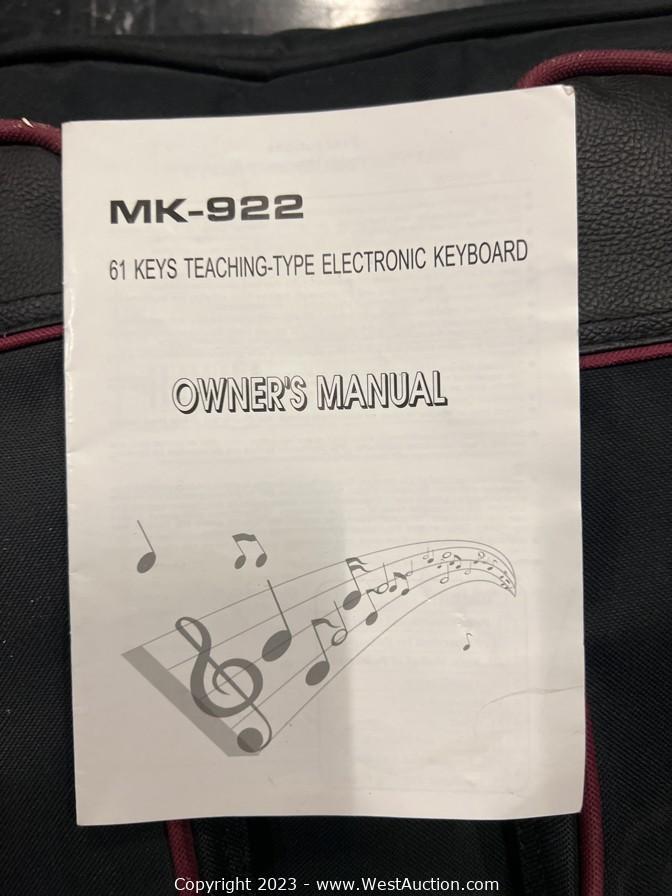 MK-922
61 KEYS TEACHING-TYPE ELECTRONIC KEYBOARD
OWNER'S MANUAL
Copyright 2023 - www.WestAuction.com